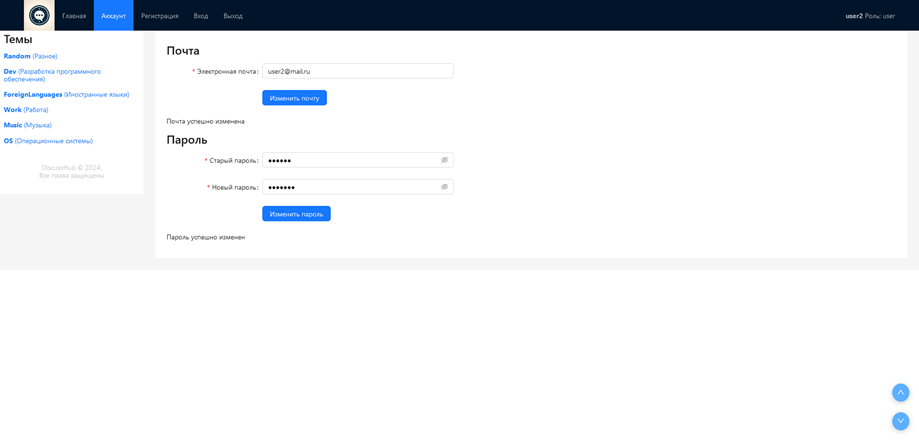 Главная Аккаунт Регистрация Вход Выход user2 Роль: user
Темы
Random (Разное)
Dev (Разработка программного
обеспечения)
ForeignLanguages (Иностранные языки)
Work (Работа)
Music (Музыка)
OS (Операционные системы)
DiscussHub © 2024.
Все права защищены
Почта
* Электронная почта: user2@mail.ru
Изменить почту
Почта успешно изменена
Пароль
* Старый пароль: ••••••
* Новый пароль: •••••••
Изменить пароль
Пароль успешно изменен